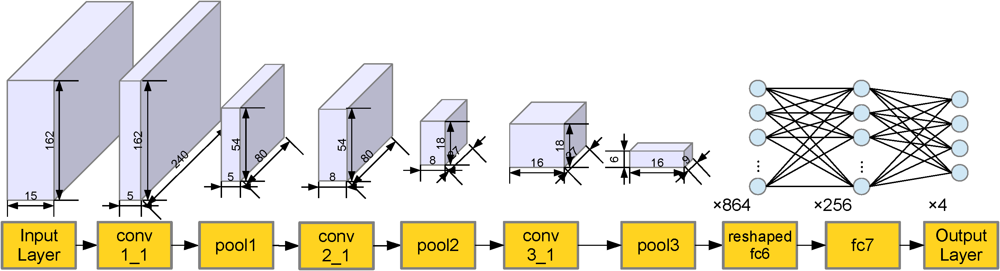 162
15
162
240
5
54
80
5
54
80
8
18
27
8
18
27
16
6
16
9
×864
×256
×4
Input
Layer
conv
1_1
pool1
conv
2_1
pool2
conv
3_1
pool3
reshaped
fc6
fc7
Output
Layer